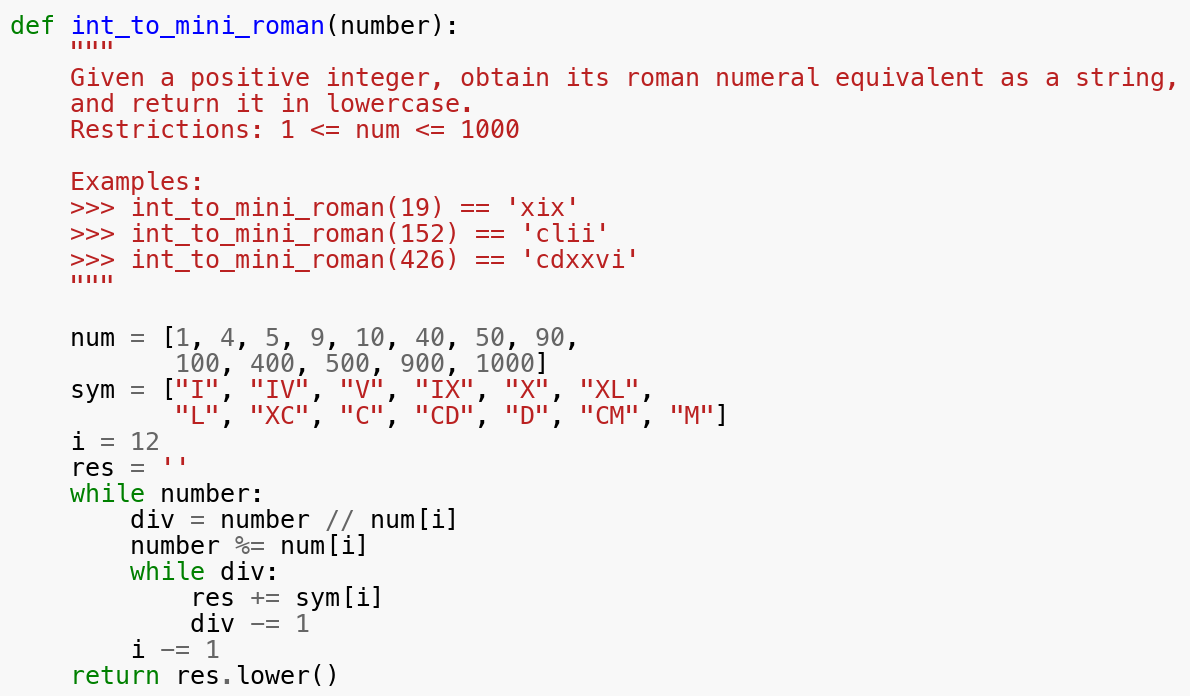 def int_to_mini_roman(number):
    """
    Given a positive integer, obtain its roman numeral equivalent as a string,
    and return it in lowercase.
    Restrictions: 1 <= num <= 1000

    Examples:
    >>> int_to_mini_roman(19) == 'xix'
    >>> int_to_mini_roman(152) == 'clii'
    >>> int_to_mini_roman(426) == 'cdxxvi'
    """

    num = [1, 4, 5, 9, 10, 40, 50, 90,
           100, 400, 500, 900, 1000]
    sym = ["I", "IV", "V", "IX", "X", "XL",
           "L", "XC", "C", "CD", "D", "CM", "M"]
    i = 12
    res = ''
    while number:
        div = number // num[i]
        number %= num[i]
        while div:
            res += sym[i]
            div -= 1
        i -= 1
    return res.lower()